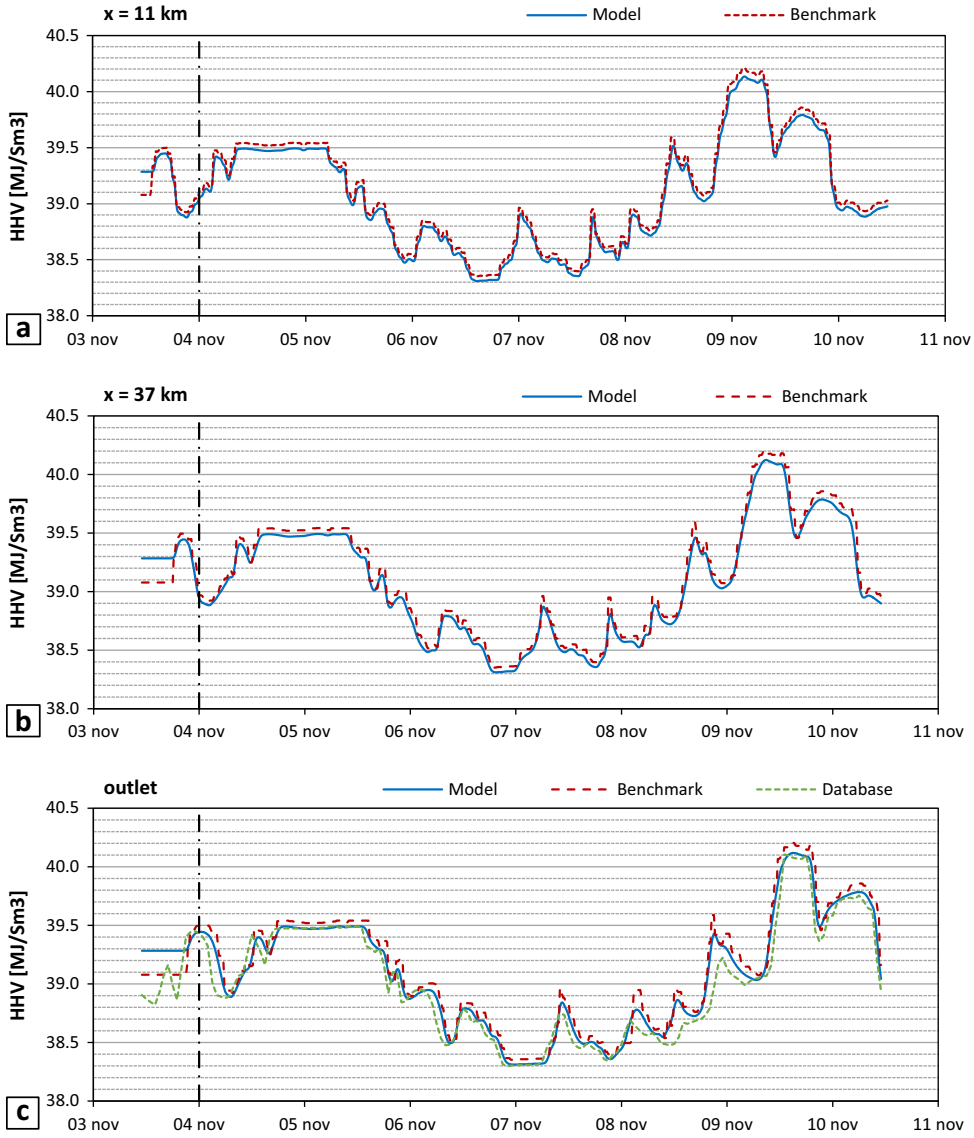 x = 11 km Model Benchmark
40.5
40.0
39.5
39.0
38.5
38.0
HHV [MJ/Sm3]
03 nov 04 nov 05 nov 06 nov 07 nov 08 nov 09 nov 10 nov 11 nov
a
x = 37 km Model Benchmark
40.5
40.0
39.5
39.0
38.5
38.0
HHV [MJ/Sm3]
03 nov 04 nov 05 nov 06 nov 07 nov 08 nov 09 nov 10 nov 11 nov
b
outlet Model Benchmark Database
40.5
40.0
39.5
39.0
38.5
38.0
HHV [MJ/Sm3]
03 nov 04 nov 05 nov 06 nov 07 nov 08 nov 09 nov 10 nov 11 nov
c